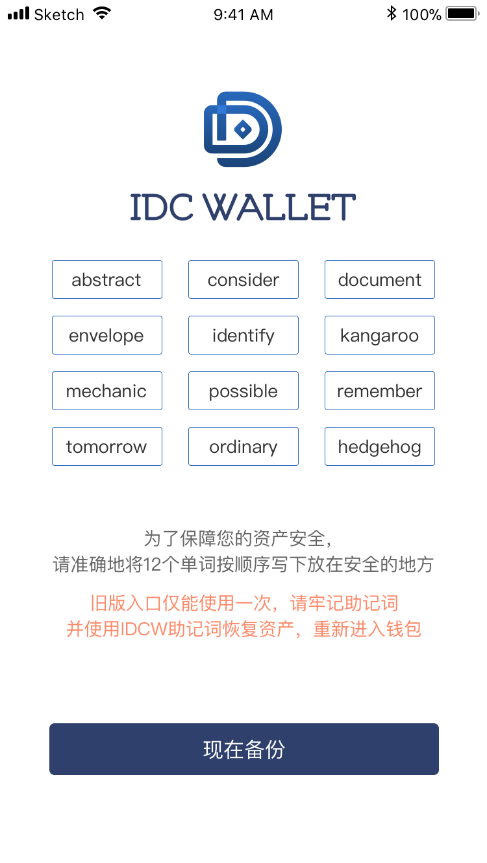 Sketch 9:41 AM 100%
IDC WALLET
abstract consider document
envelope identify kangaroo
mechanic possible remember
tomorrow ordinary hedgehog
为了保障您的资产安全，
请准确地将12个单词按顺序写下放在安全的地方
旧版入口仅能使用一次，请牢记助记词
并使用IDCW助记词恢复资产，重新进入钱包
现在备份